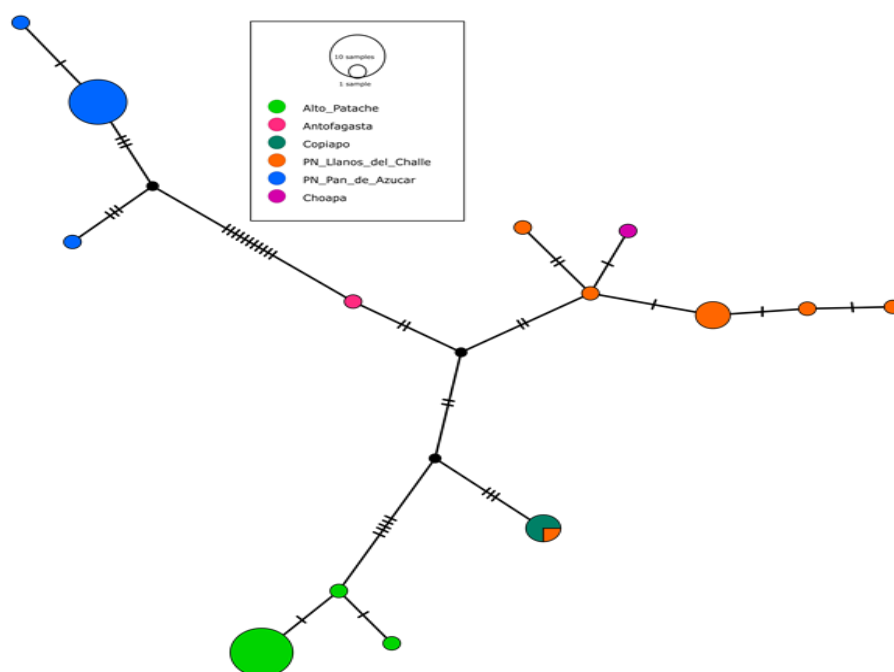 10 samples
1 sample
Alto_Patache
Antofagasta
Copiapo
PN_Llanos_del_Challe
PN_Pan_de_Azucar
Choapa